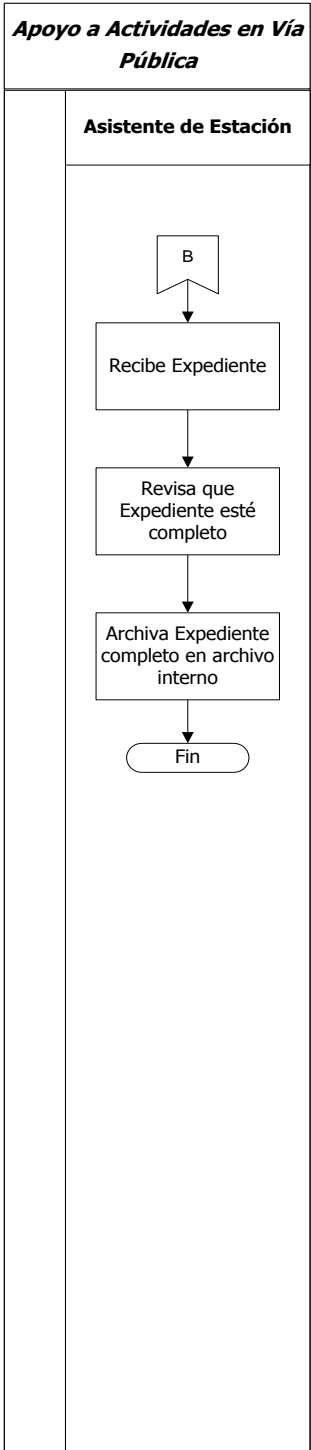 Apoyo a Actividades en Vía
Pública
Asistente de Estación
B
Recibe Expediente
Revisa que
Expediente esté
completo
Archiva Expediente
completo en archivo
interno
Fin